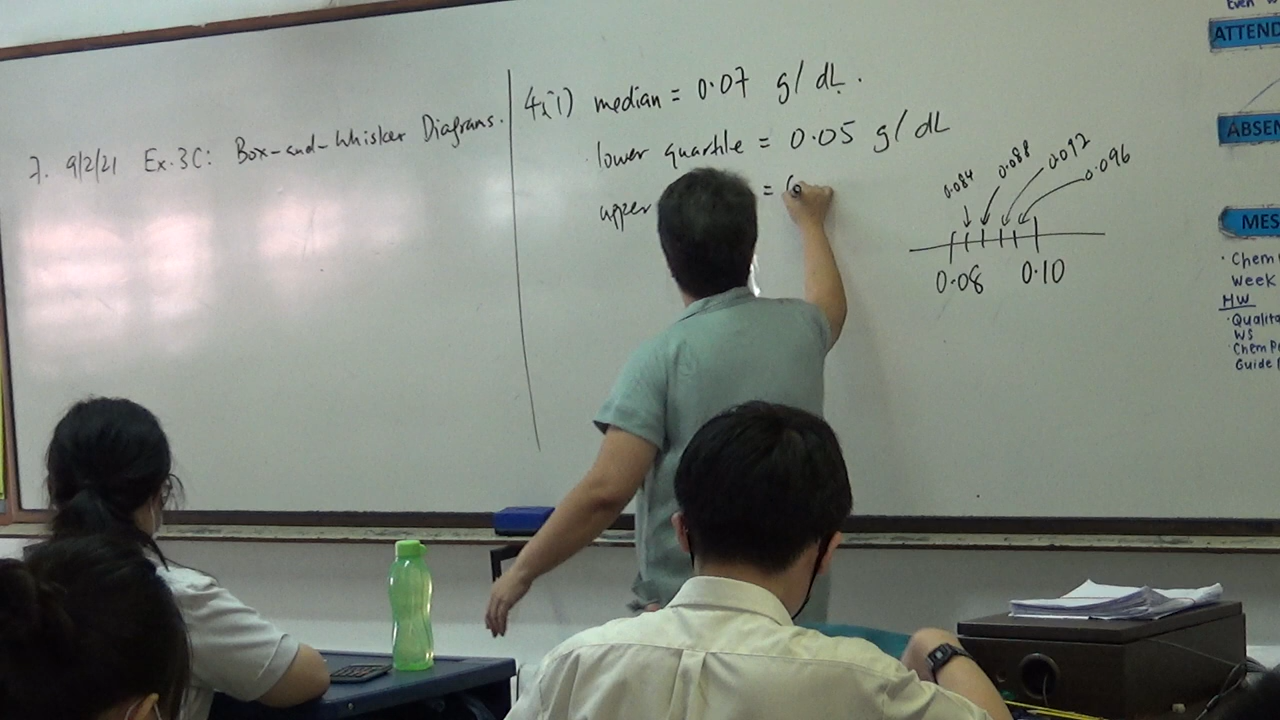 7. 9/2/21 Ex.3C: Box-and-Whisker Diagrams.
4.(i) median = 0.07 g/dL.
lower quartile = 0.05 g/dL
upper = 0
0.084 0.088 0.092 0.096
0.08 0.10
Even
ATTEND
ABSEN
MES
· Chem
Week
HW
· Qualita
WS
· Chem P
Guide